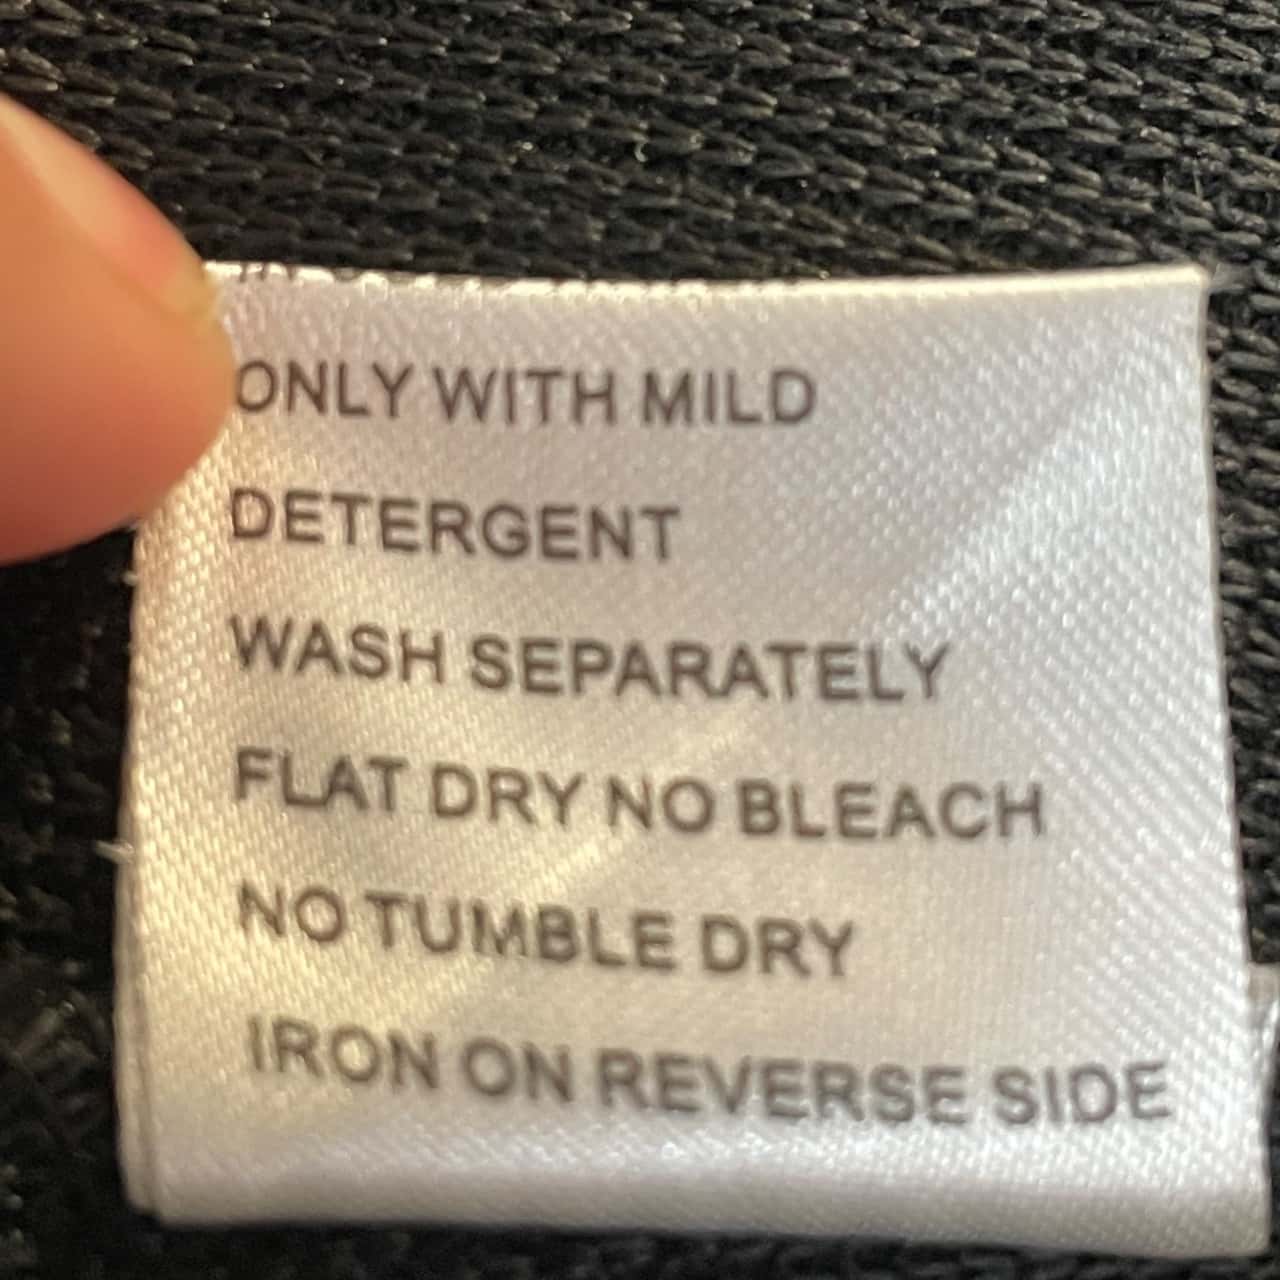 ONLY WITH MILD
DETERGENT
WASH SEPARATELY
FLAT DRY NO BLEACH
NO TUMBLE DRY
IRON ON REVERSE SIDE